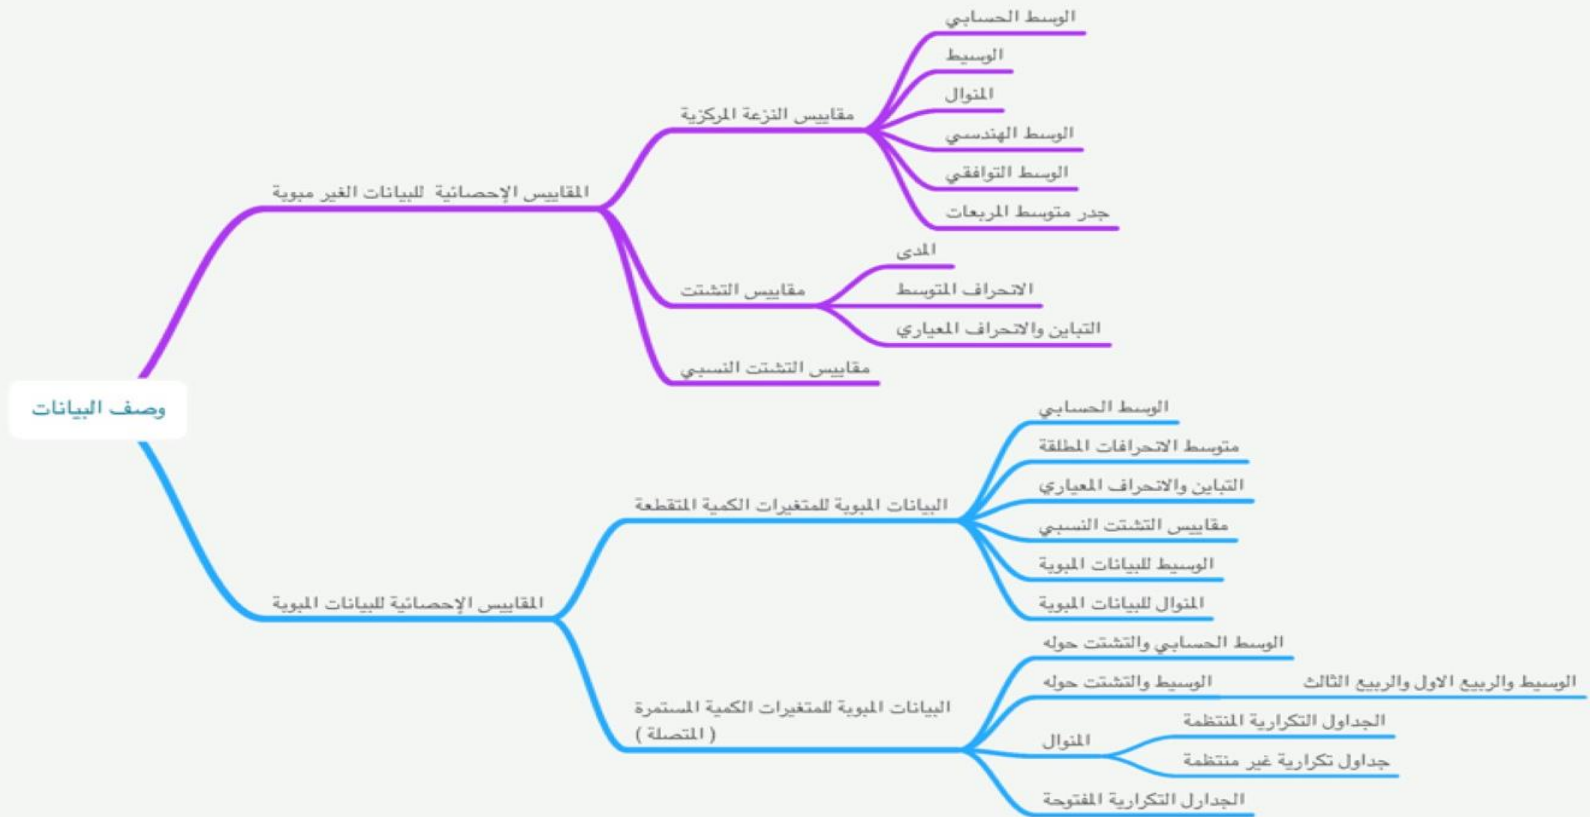 وصف البيانات
المقاييس الإحصائية للبيانات الغير مبوبة
مقاييس النزعة المركزية
الوسط الحسابي
الوسيط
المنوال
الوسط الهندسي
الوسط التوافقي
جدر متوسط المربعات
مقاييس التشتت
المدى
الانحراف المتوسط
التباين والانحراف المعياري
مقاييس التشتت النسبي
المقاييس الإحصائية للبيانات المبوبة
البيانات المبوبة للمتغيرات الكمية المتقطعة
الوسط الحسابي
متوسط الانحرافات المطلقة
التباين والانحراف المعياري
مقاييس التشتت النسبي
الوسيط للبيانات المبوبة
المنوال للبيانات المبوبة
البيانات المبوبة للمتغيرات الكمية المستمرة
( المتصلة )
الوسط الحسابي والتشتت حوله
الوسيط والتشتت حوله
الوسيط والربيع الاول والربيع الثالث
المنوال
الجداول التكرارية المنتظمة
جداول تكرارية غير منتظمة
الجدارل التكرارية المفتوحة